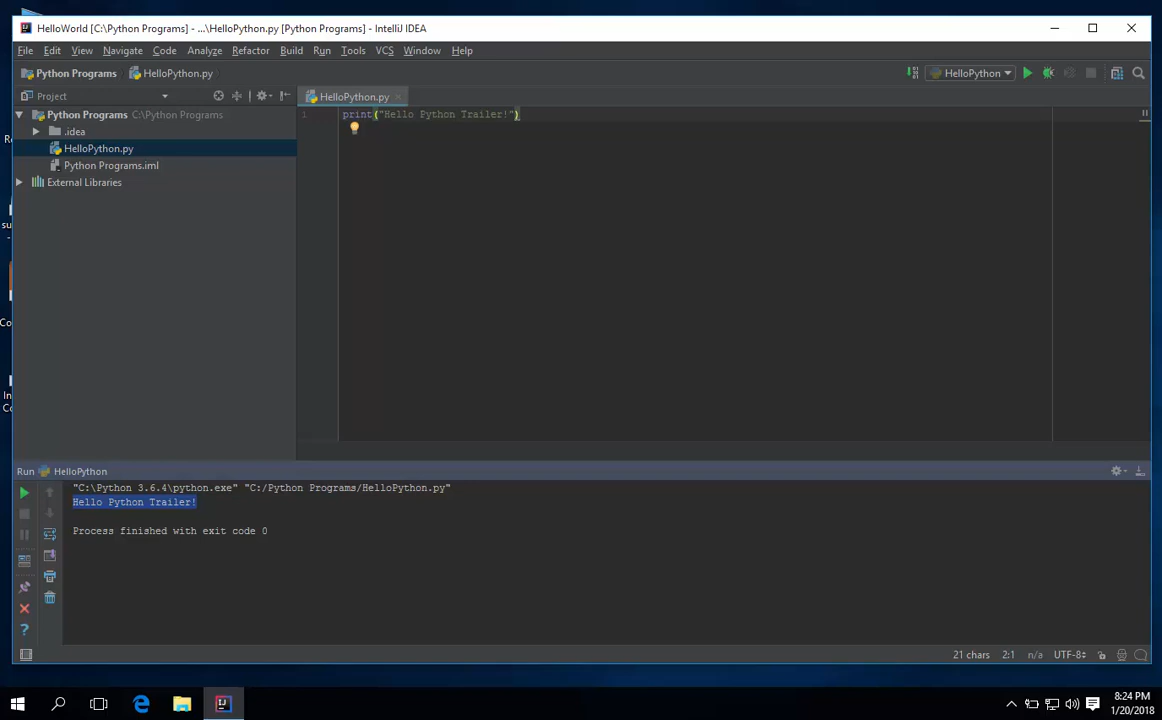 HelloWorld [C:\Python Programs] - ...\HelloPython.py [Python Programs] - IntelliJ IDEA
File Edit View Navigate Code Analyze Refactor Build Run Tools VCS Window Help
Python Programs HelloPython.py HelloPython
Project HelloPython.py
Python Programs C:\Python Programs
1 print("Hello Python Trailer!")
.idea
HelloPython.py
Python Programs.iml
External Libraries
Run HelloPython
"C:\Python 3.6.4\python.exe" "C:/Python Programs/HelloPython.py"
Hello Python Trailer!
Process finished with exit code 0
21 chars 2:1 n/a UTF-8
8:24 PM
1/20/2018